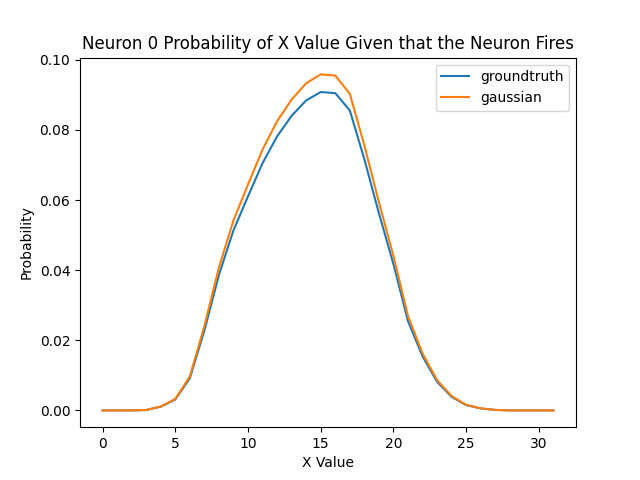 Neuron 0 Probability of X Value Given that the Neuron Fires
groundtruth
gaussian
Probability
0.10
0.08
0.06
0.04
0.02
0.00
0 5 10 15 20 25 30
X Value